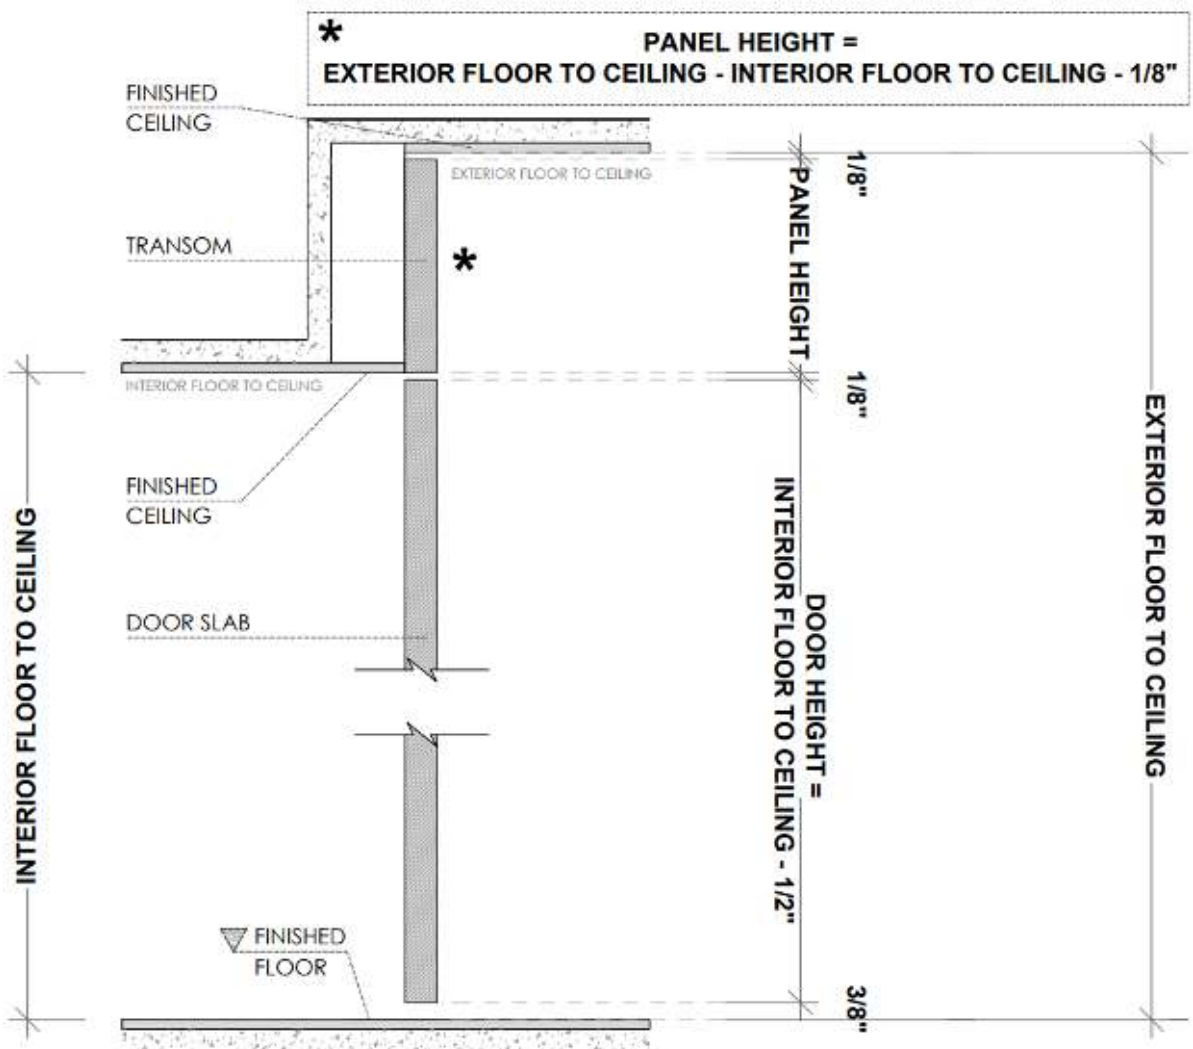 *
PANEL HEIGHT =
EXTERIOR FLOOR TO CEILING - INTERIOR FLOOR TO CEILING - 1/8"
FINISHED
CEILING
EXTERIOR FLOOR TO CEILING
1/8"
PANEL HEIGHT
TRANSOM
*
INTERIOR FLOOR TO CEILING
1/8"
FINISHED
CEILING
DOOR SLAB
INTERIOR FLOOR TO CEILING
DOOR HEIGHT =
INTERIOR FLOOR TO CEILING - 1/2"
EXTERIOR FLOOR TO CEILING
FINISHED
FLOOR
3/8"